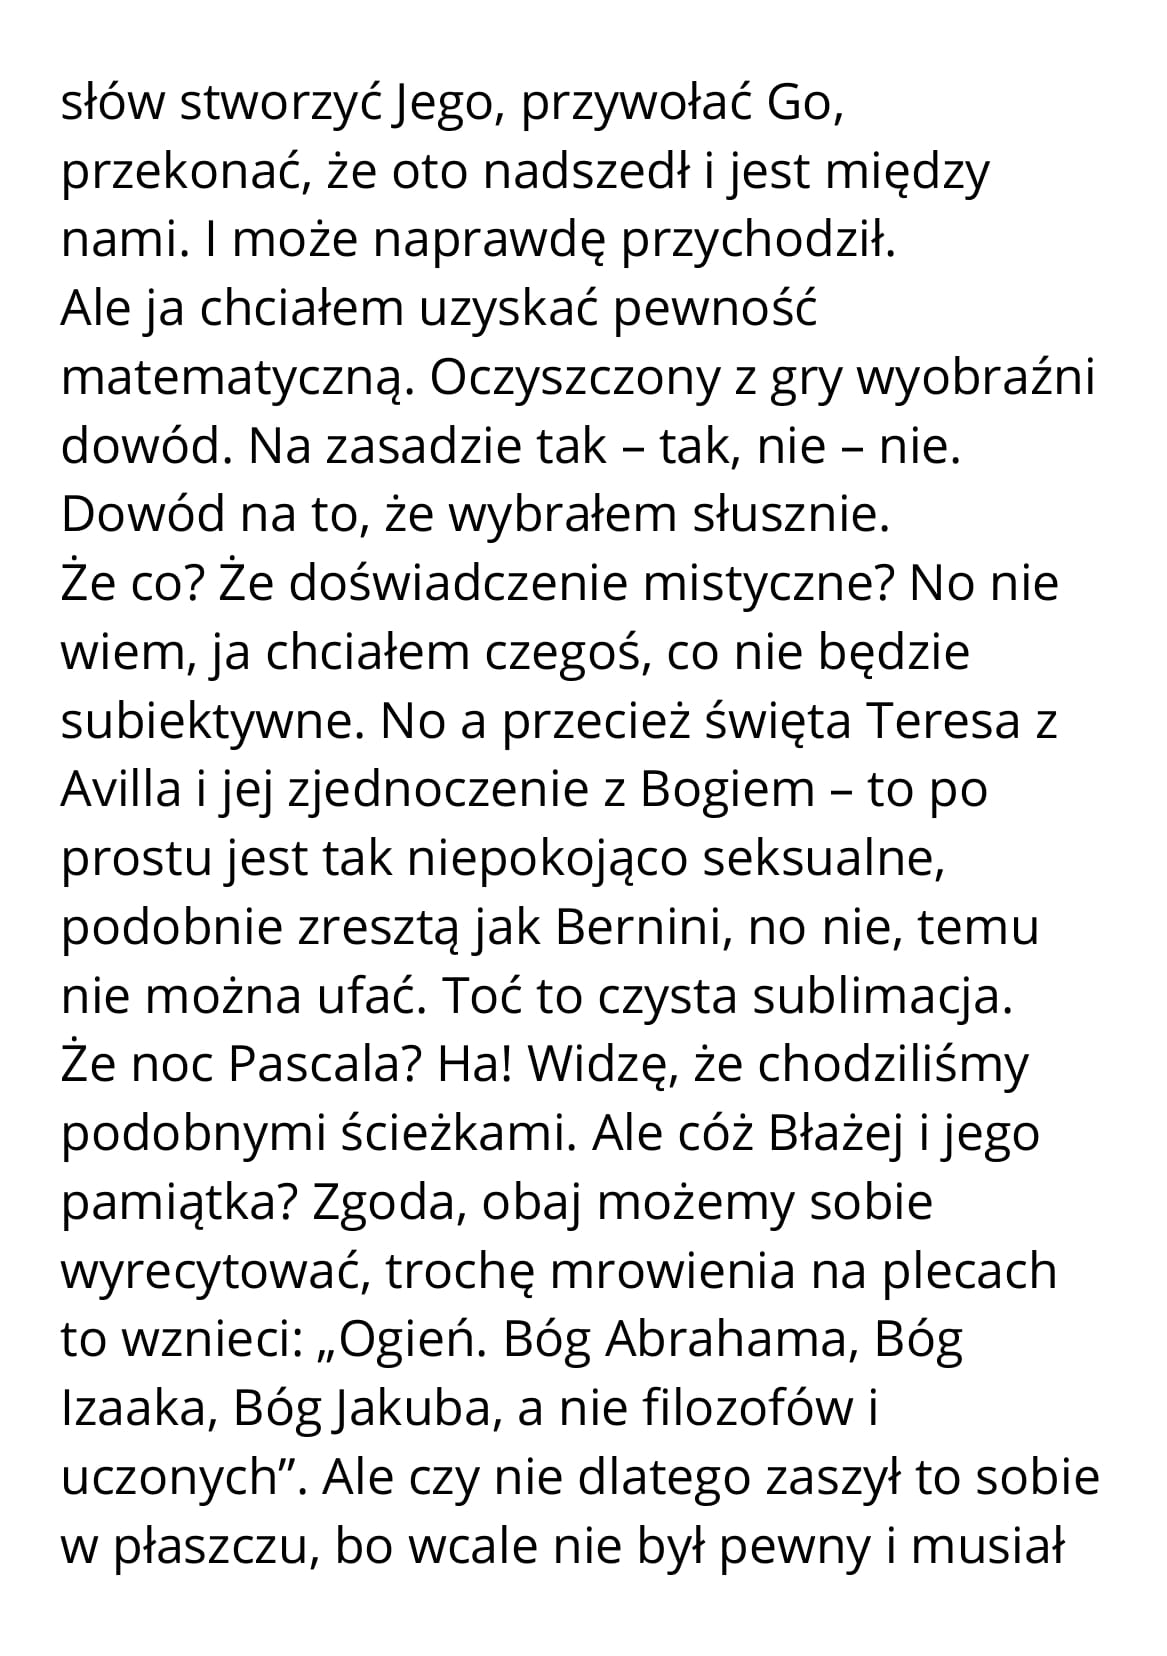 słów stworzyć Jego, przywołać Go,
przekonać, że oto nadszedł i jest między
nami. I może naprawdę przychodził.
Ale ja chciałem uzyskać pewność
matematyczną. Oczyszczony z gry wyobraźni
dowód. Na zasadzie tak – tak, nie – nie.
Dowód na to, że wybrałem słusznie.
Że co? Że doświadczenie mistyczne? No nie
wiem, ja chciałem czegoś, co nie będzie
subiektywne. No a przecież święta Teresa z
Avilla i jej zjednoczenie z Bogiem – to po
prostu jest tak niepokojąco seksualne,
podobnie zresztą jak Bernini, no nie, temu
nie można ufać. Toć to czysta sublimacja.
Że noc Pascala? Ha! Widzę, że chodziliśmy
podobnymi ścieżkami. Ale cóż Błażej i jego
pamiątka? Zgoda, obaj możemy sobie
wyrecytować, trochę mrowienia na plecach
to wznieci: „Ogień. Bóg Abrahama, Bóg
Izaaka, Bóg Jakuba, a nie filozofów i
uczonych”. Ale czy nie dlatego zaszył to sobie
w płaszczu, bo wcale nie był pewny i musiał